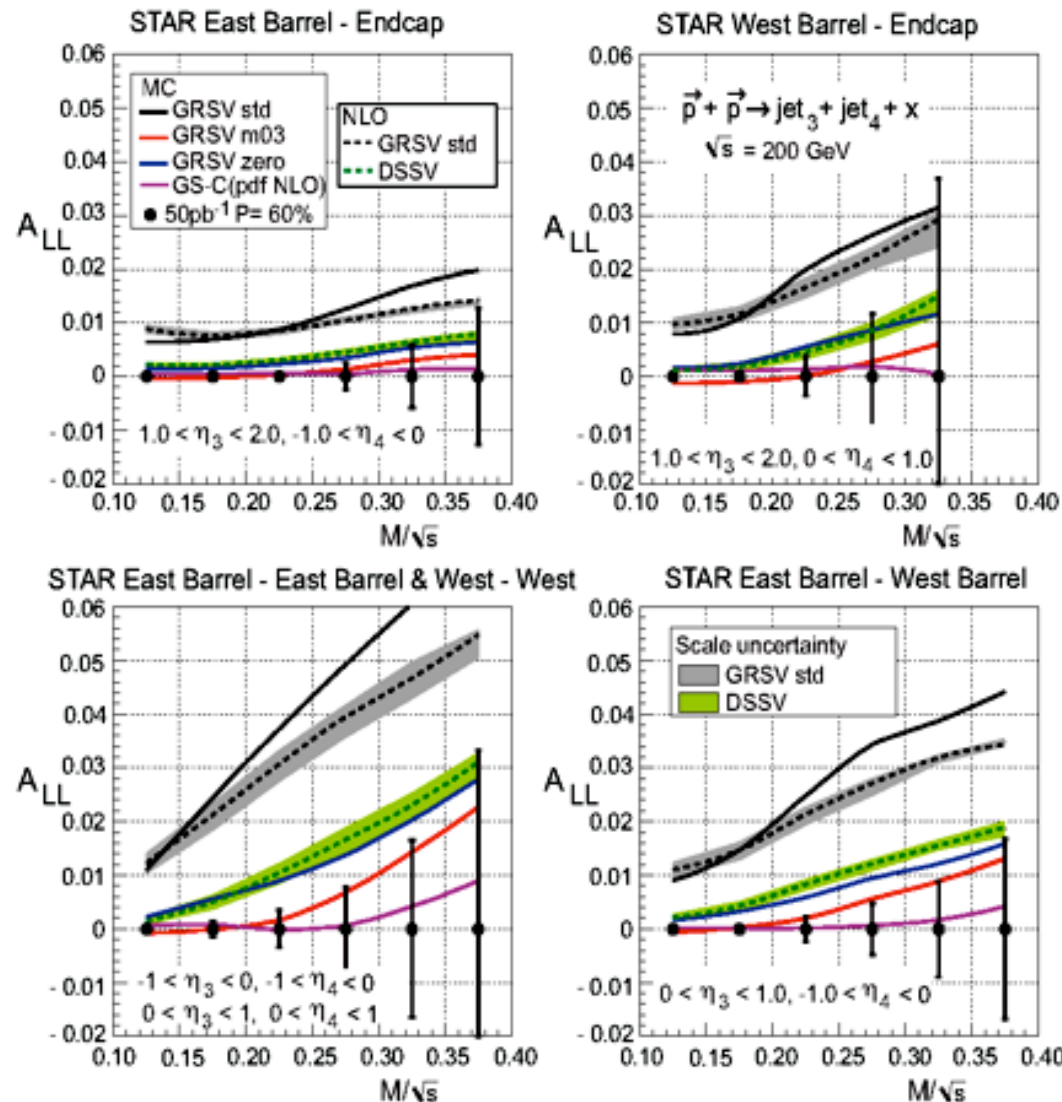 STAR East Barrel - Endcap
0.06
0.05
0.04
0.03
A LL
0.02
0.01
0
- 0.01
- 0.02
MC
GRSV std
GRSV m03
GRSV zero
GS-C(pdf NLO)
50pb⁻¹ P= 60%
NLO
GRSV std
DSSV
1.0 < η₃ < 2.0, -1.0 < η₄ < 0
0.10 0.15 0.20 0.25 0.30 0.35 0.40
M/√s
STAR West Barrel - Endcap
0.06
0.05
0.04
0.03
A LL
0.02
0.01
0
- 0.01
- 0.02
p⃗ + p⃗ → jet₃ + jet₄ + x
√s = 200 GeV
1.0 < η₃ < 2.0, 0 < η₄ < 1.0
0.10 0.15 0.20 0.25 0.30 0.35 0.40
M/√s
STAR East Barrel - East Barrel & West - West
0.06
0.05
0.04
0.03
A LL
0.02
0.01
0
- 0.01
- 0.02
-1 < η₃ < 0, -1 < η₄ < 0
0 < η₃ < 1, 0 < η₄ < 1
0.10 0.15 0.20 0.25 0.30 0.35 0.40
M/√s
STAR East Barrel - West Barrel
0.06
0.05
0.04
0.03
A LL
0.02
0.01
0
- 0.01
- 0.02
Scale uncertainty
GRSV std
DSSV
0 < η₃ < 1.0, -1.0 < η₄ < 0
0.10 0.15 0.20 0.25 0.30 0.35 0.40
M/√s